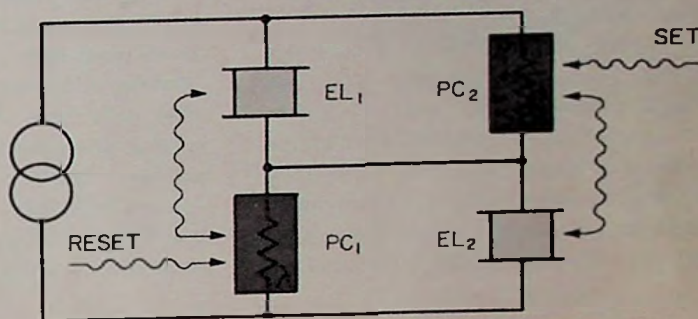 SET
EL₁
PC₂
RESET
PC₁
EL₂